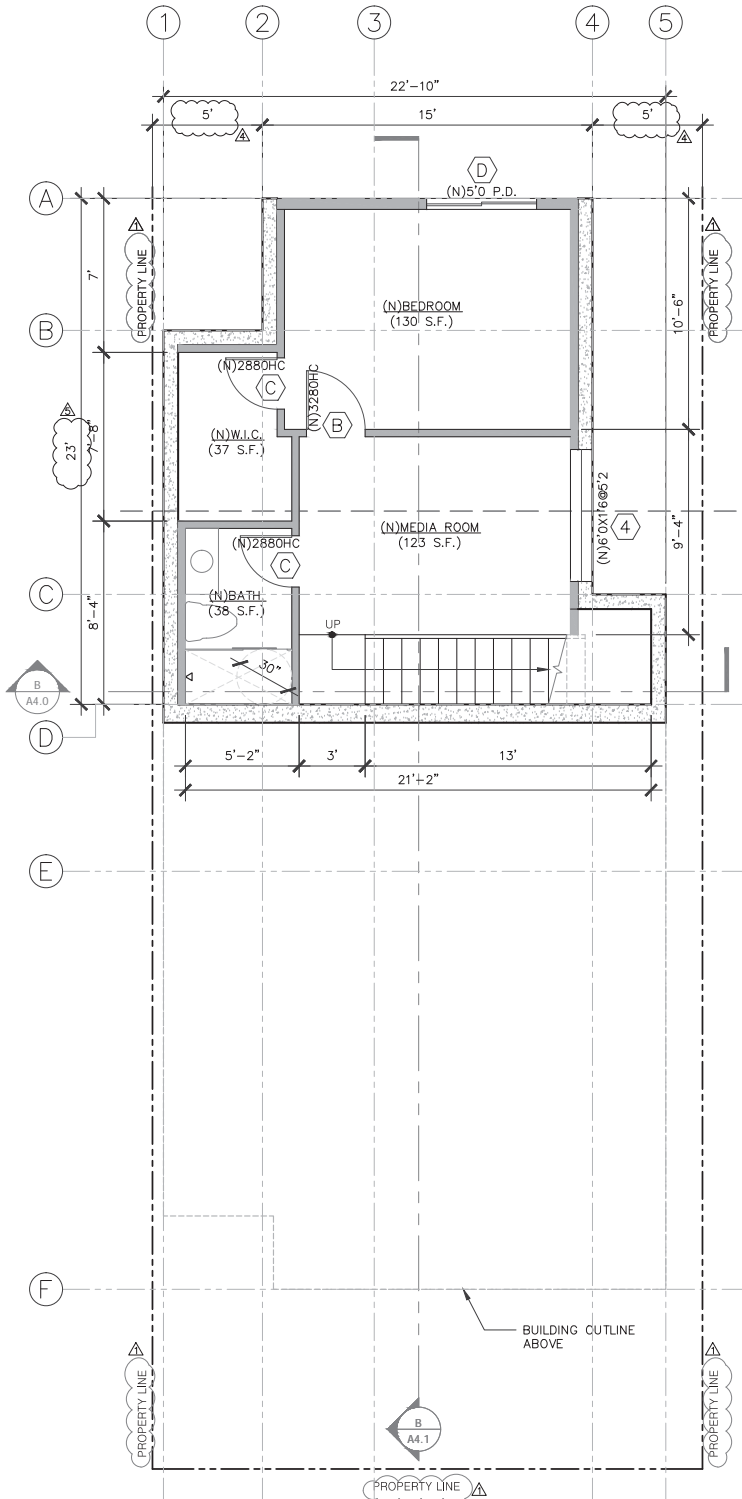 1
2
3
4
5
22'-10"
5'
15'
5'
4
4
A
D
(N)5'0 P.D.
1
1
PROPERTY LINE
PROPERTY LINE
7'
10'-6"
(N)BEDROOM
(130 S.F.)
B
(N)2880HC
C
(N)3280HC
B
5
23'
7'-8"
(N)W.I.C.
(37 S.F.)
(N)MEDIA ROOM
(123 S.F.)
(N)6'0X1'6@5'2
4
9'-4"
(N)2880HC
C
C
(N)BATH
(38 S.F.)
8'-4"
UP
30"
B
A4.0
D
5'-2"
3'
13'
21'-2"
E
F
BUILDING OUTLINE
ABOVE
1
1
PROPERTY LINE
PROPERTY LINE
B
A4.1
PROPERTY LINE
1